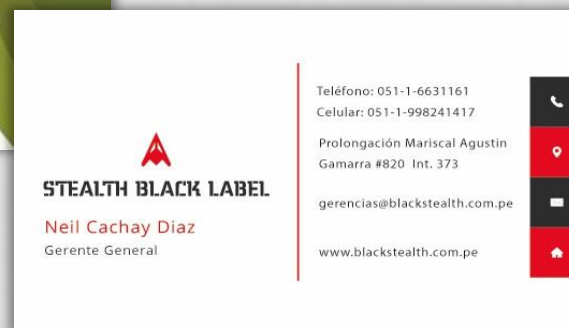 STEALTH BLACK LABEL
Neil Cachay Diaz
Gerente General
Teléfono: 051-1-6631161
Celular: 051-1-998241417
Prolongación Mariscal Agustin
Gamarra #820 Int. 373
gerencias@blackstealth.com.pe
www.blackstealth.com.pe